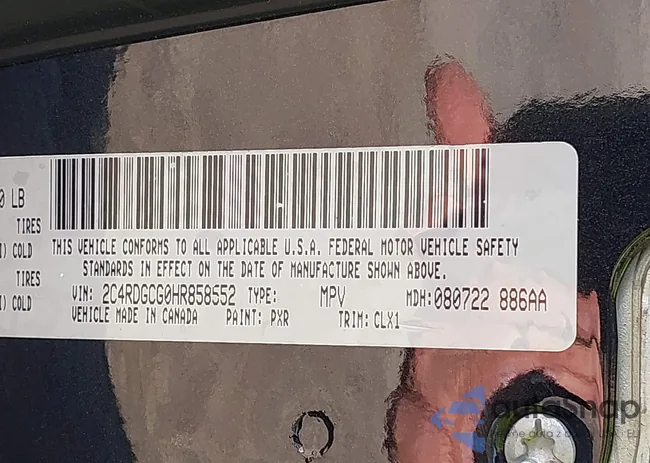 0 LB
TIRES
THIS VEHICLE CONFORMS TO ALL APPLICABLE U.S.A. FEDERAL MOTOR VEHICLE SAFETY
) COLD
STANDARDS IN EFFECT ON THE DATE OF MANUFACTURE SHOWN ABOVE.
TIRES
VIN: 2C4RDGCG0HR858552 TYPE: MPV MDH:080722 886AA
) COLD
VEHICLE MADE IN CANADA PAINT: PXR TRIM: CLX1
autosnap